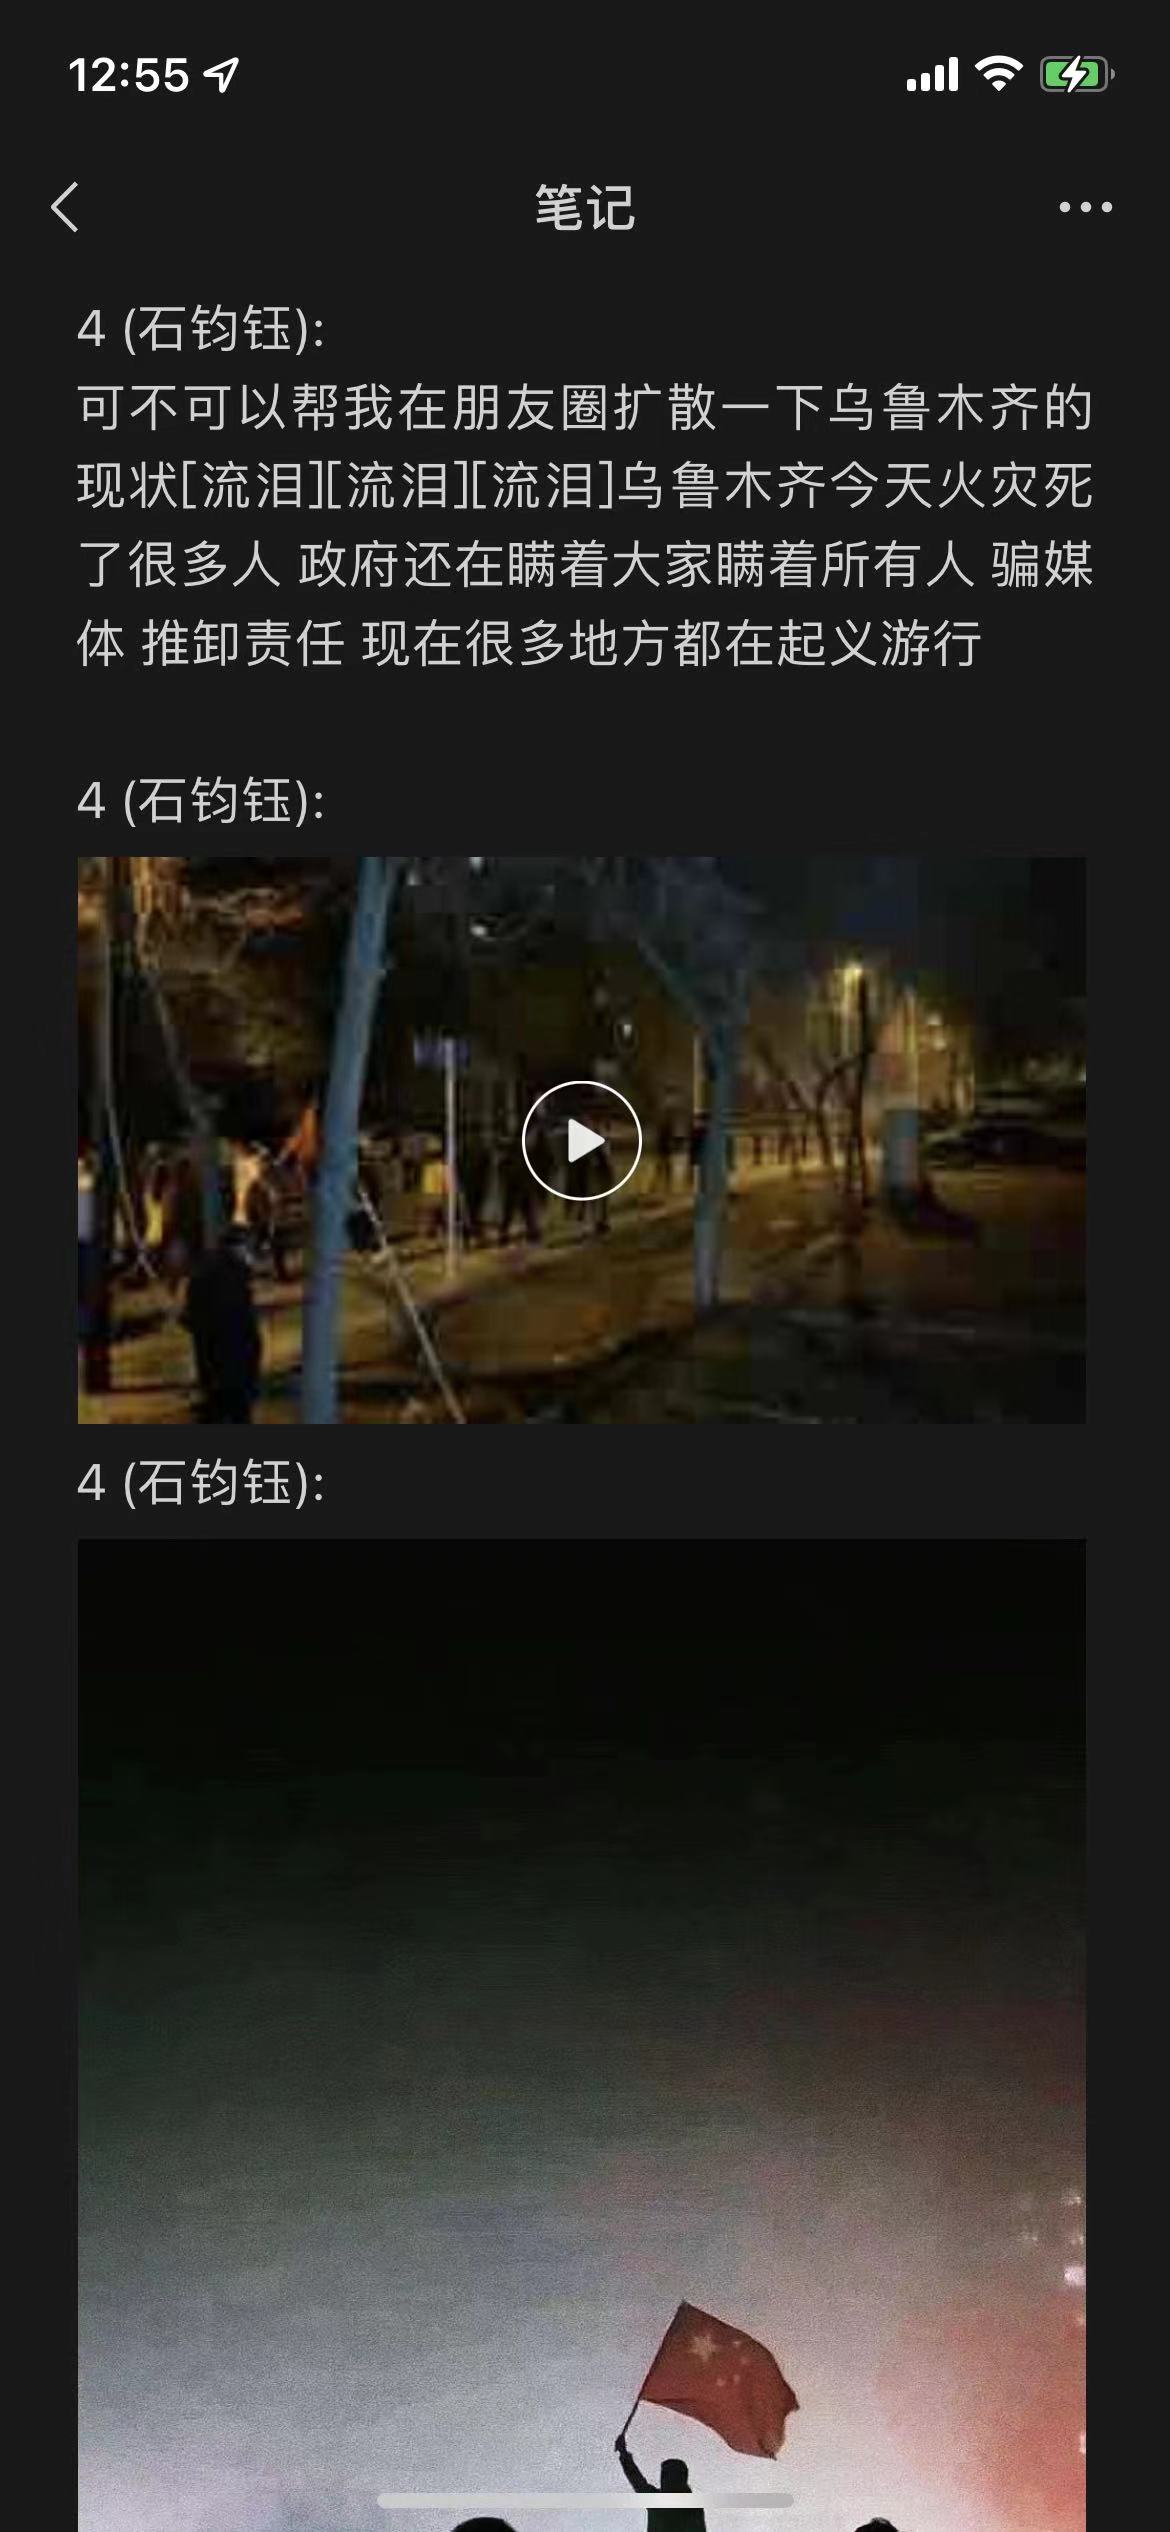 12:55
笔记
4 (石钧钰):
可不可以帮我在朋友圈扩散一下乌鲁木齐的
现状[流泪][流泪][流泪]乌鲁木齐今天火灾死
了很多人 政府还在瞒着大家瞒着所有人 骗媒
体 推卸责任 现在很多地方都在起义游行
4 (石钧钰):
4 (石钧钰):